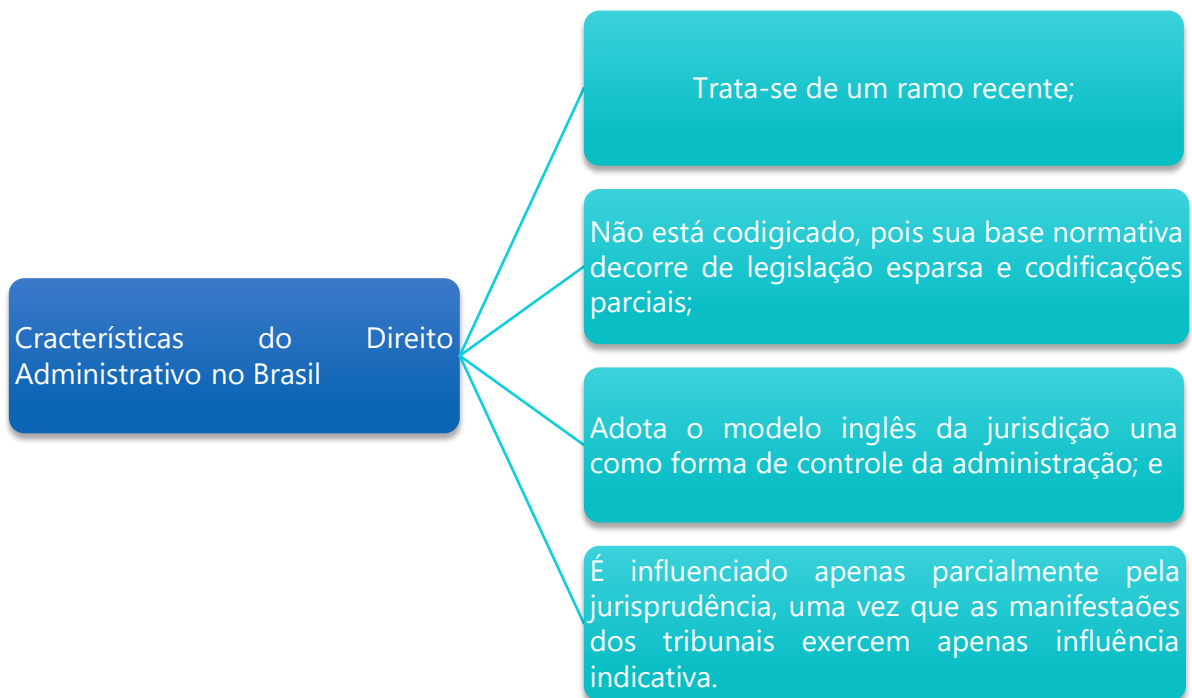 Cracterísticas do Direito
Administrativo no Brasil
Trata-se de um ramo recente;
Não está codigicado, pois sua base normativa
decorre de legislação esparsa e codificações
parciais;
Adota o modelo inglês da jurisdição una
como forma de controle da administração; e
É influenciado apenas parcialmente pela
jurisprudência, uma vez que as manifestaões
dos tribunais exercem apenas influência
indicativa.